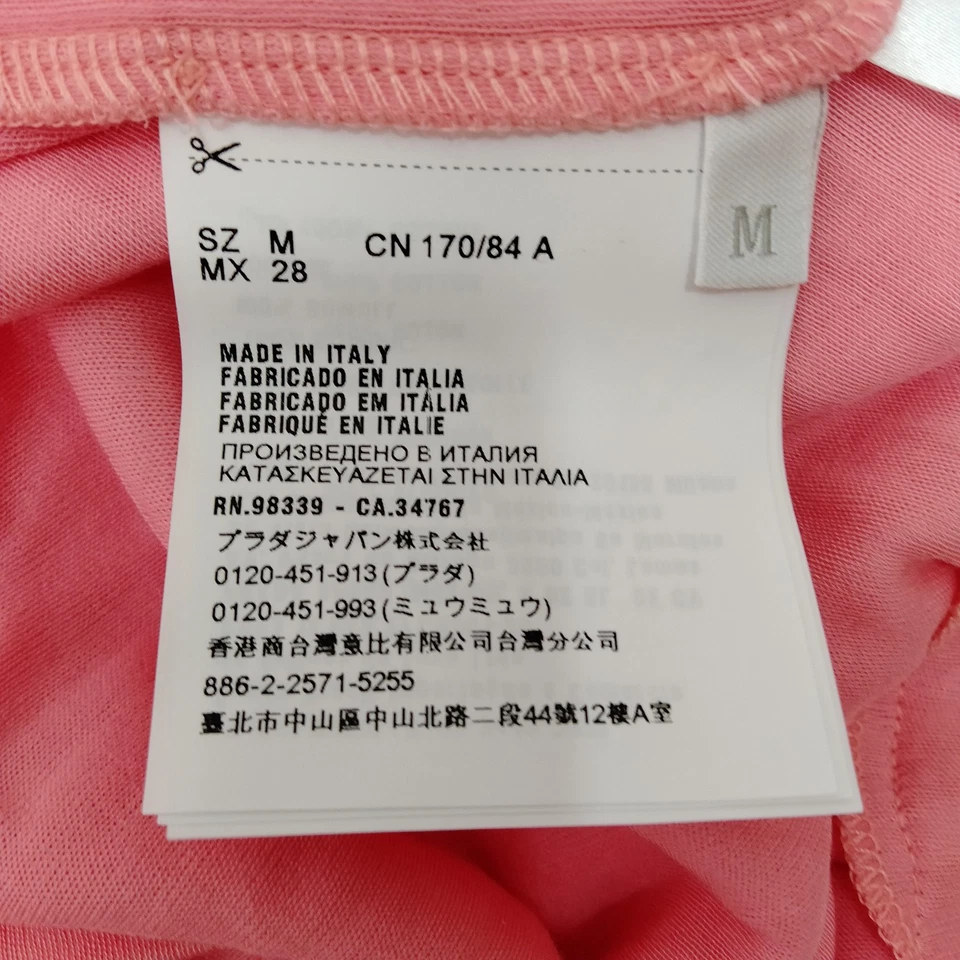 SZ M CN 170/84 A
MX 28
M
MADE IN ITALY
FABRICADO EN ITALIA
FABRICADO EM ITALIA
FABRIQUÉ EN ITALIE
ПРОИЗВЕДЕНО В ИТАЛИЯ
ΚΑΤΑΣΚΕΥΑΖΕΤΑΙ ΣΤΗΝ ΙΤΑΛΙΑ
RN.98339 - CA.34767
プラダジャパン株式会社
0120-451-913(プラダ)
0120-451-993(ミュウミュウ)
香港商台灣意比有限公司台灣分公司
886-2-2571-5255
臺北市中山區中山北路二段44號12樓A室